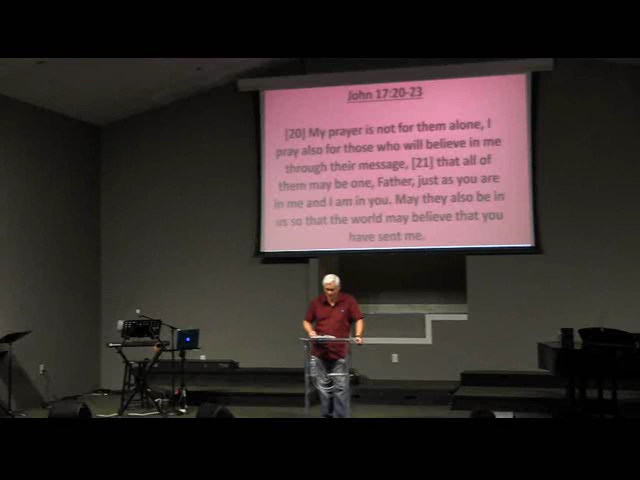 John 17:20-23
[20] My prayer is not for them alone, I
pray also for those who will believe in me
through their message, [21] that all of
them may be one, Father, just as you are
in me and I am in you. May they also be in
us so that the world may believe that you
have sent me.